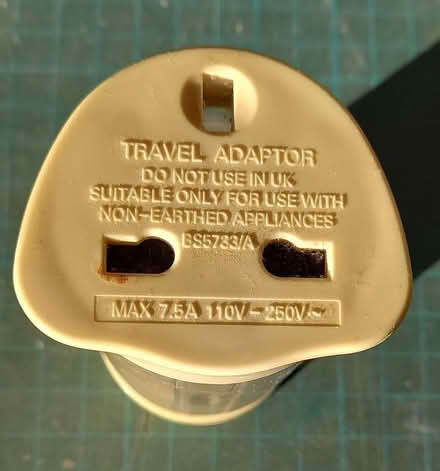 TRAVEL ADAPTOR
DO NOT USE IN UK
SUITABLE ONLY FOR USE WITH
NON-EARTHED APPLIANCES
BS5733/A
MAX 7.5A 110V - 250V~